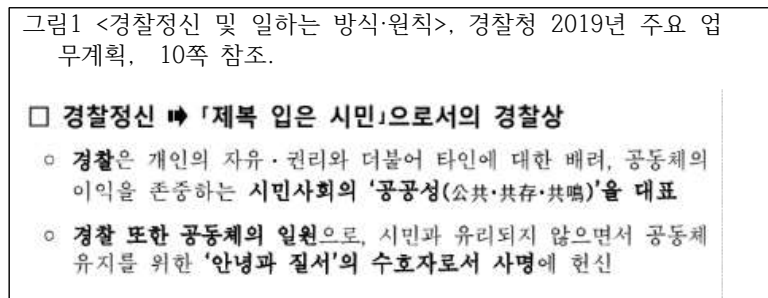 그림1 <경찰정신 및 일하는 방식·원칙>, 경찰청 2019년 주요 업
무계획, 10쪽 참조.
□ 경찰정신 ➠ 「제복 입은 시민」으로서의 경찰상
○ 경찰은 개인의 자유·권리와 더불어 타인에 대한 배려, 공동체의
이익을 존중하는 시민사회의 '공공성(公共·共存·共鳴)'을 대표
○ 경찰 또한 공동체의 일원으로, 시민과 유리되지 않으면서 공동체
유지를 위한 '안녕과 질서'의 수호자로서 사명에 헌신